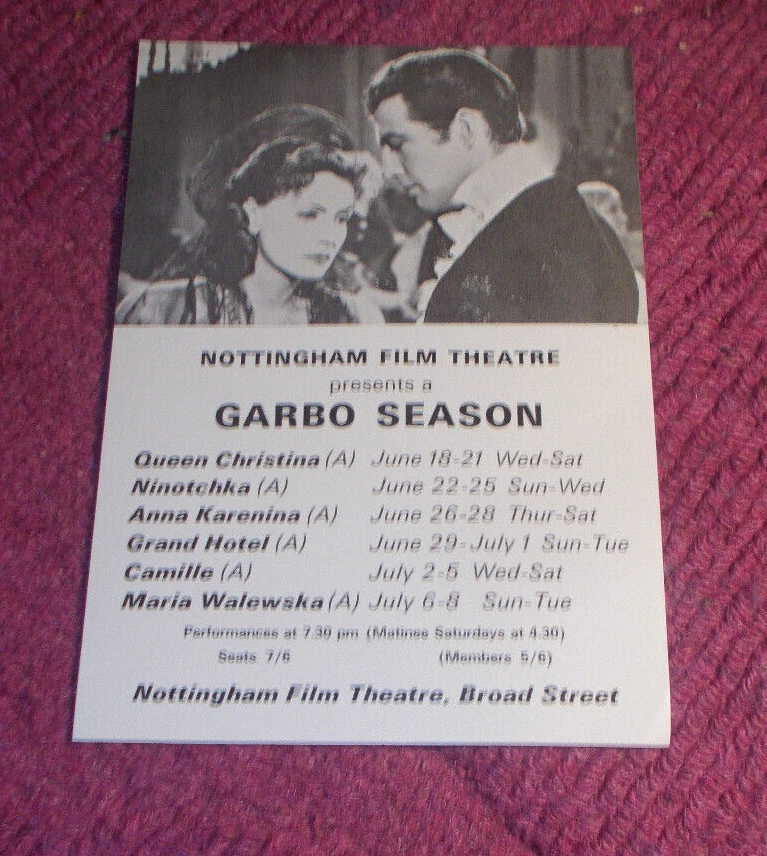 NOTTINGHAM FILM THEATRE
presents a
GARBO SEASON
Queen Christina (A) June 18-21 Wed-Sat
Ninotchka (A) June 22-25 Sun-Wed
Anna Karenina (A) June 26-28 Thur-Sat
Grand Hotel (A) June 29-July 1 Sun-Tue
Camille (A) July 2-5 Wed-Sat
Maria Walewska (A) July 6-8 Sun-Tue
Performances at 7.30 pm (Matinee Saturdays at 4.30)
Seats 7/6 (Members 5/6)
Nottingham Film Theatre, Broad Street